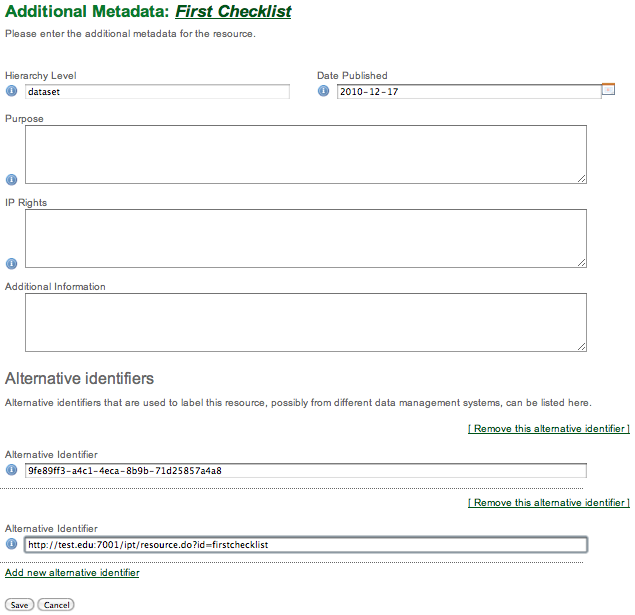 Additional Metadata: First Checklist
Please enter the additional metadata for the resource.
Hierarchy Level
Date Published
dataset
2010-12-17
Purpose
IP Rights
Additional Information
Alternative identifiers
Alternative identifiers that are used to label this resource, possibly from different data management systems, can be listed here.
[ Remove this alternative identifier ]
Alternative Identifier
9fe89ff3-a4c1-4eca-8b9b-71d25857a4a8
[ Remove this alternative identifier ]
Alternative Identifier
http://test.edu:7001/ipt/resource.do?id=firstchecklist
Add new alternative identifier
Save
Cancel